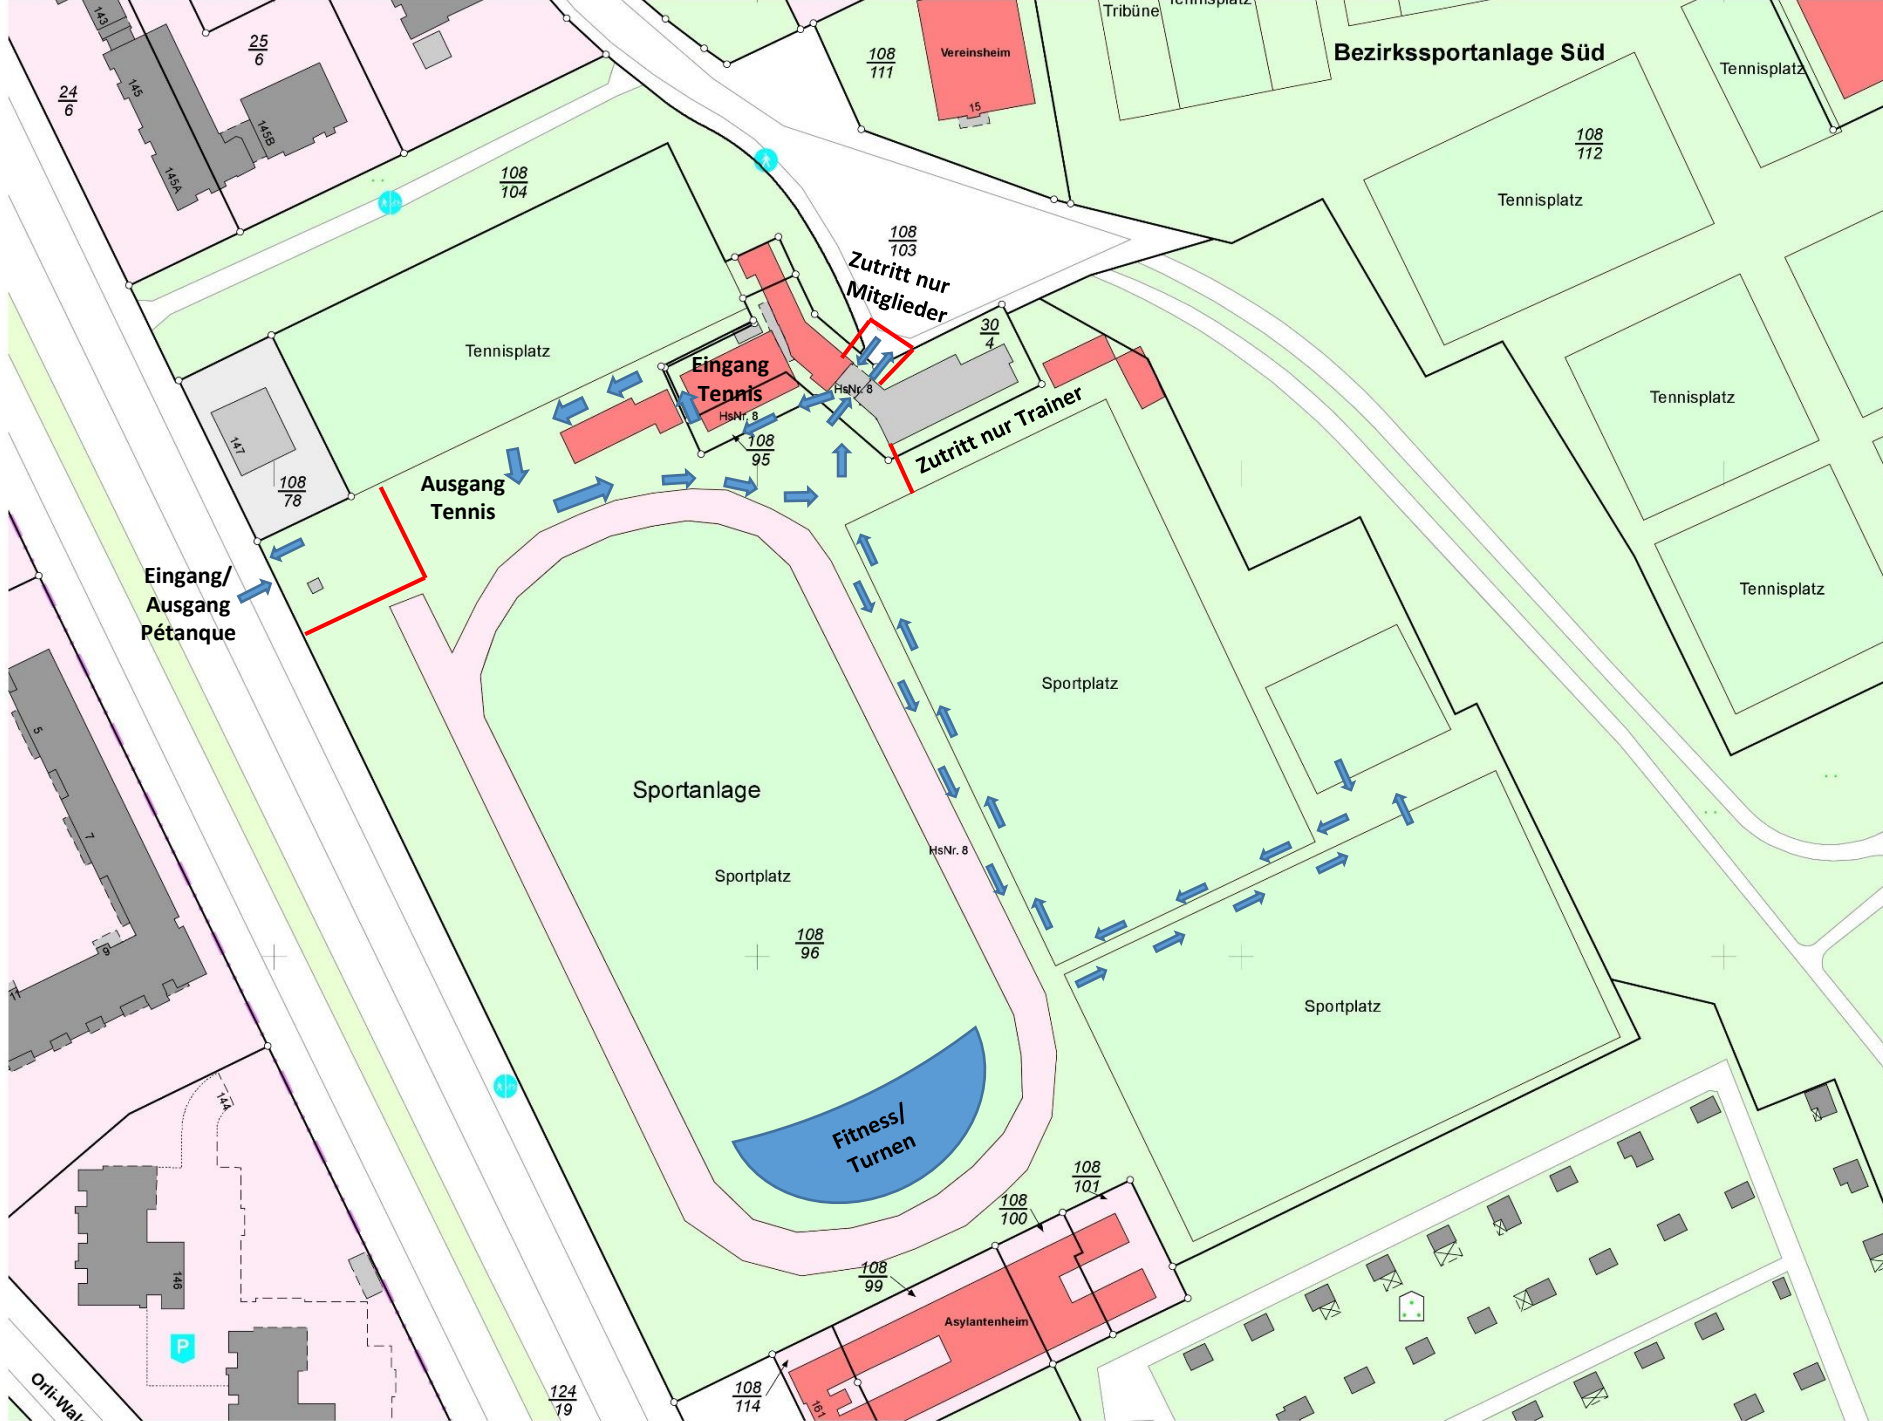 143
25
6
24
6
145
145B
145A
108
111
Vereinsheim
15
Tribüne
Tennisplatz
Bezirkssportanlage Süd
Tennisplatz
108
112
Tennisplatz
108
104
108
103
Zutritt nur
Mitglieder
30
4
Tennisplatz
Eingang
Tennis
HsNr. 8
HsNr. 8
108
95
Zutritt nur Trainer
Tennisplatz
147
108
78
Ausgang
Tennis
Eingang/
Ausgang
Pétanque
Tennisplatz
5
7
9
11
Sportplatz
Sportanlage
HsNr. 8
Sportplatz
108
96
Sportplatz
144
Fitness/
Turnen
108
101
108
100
108
99
Asylantenheim
146
P
108
114
161
124
19